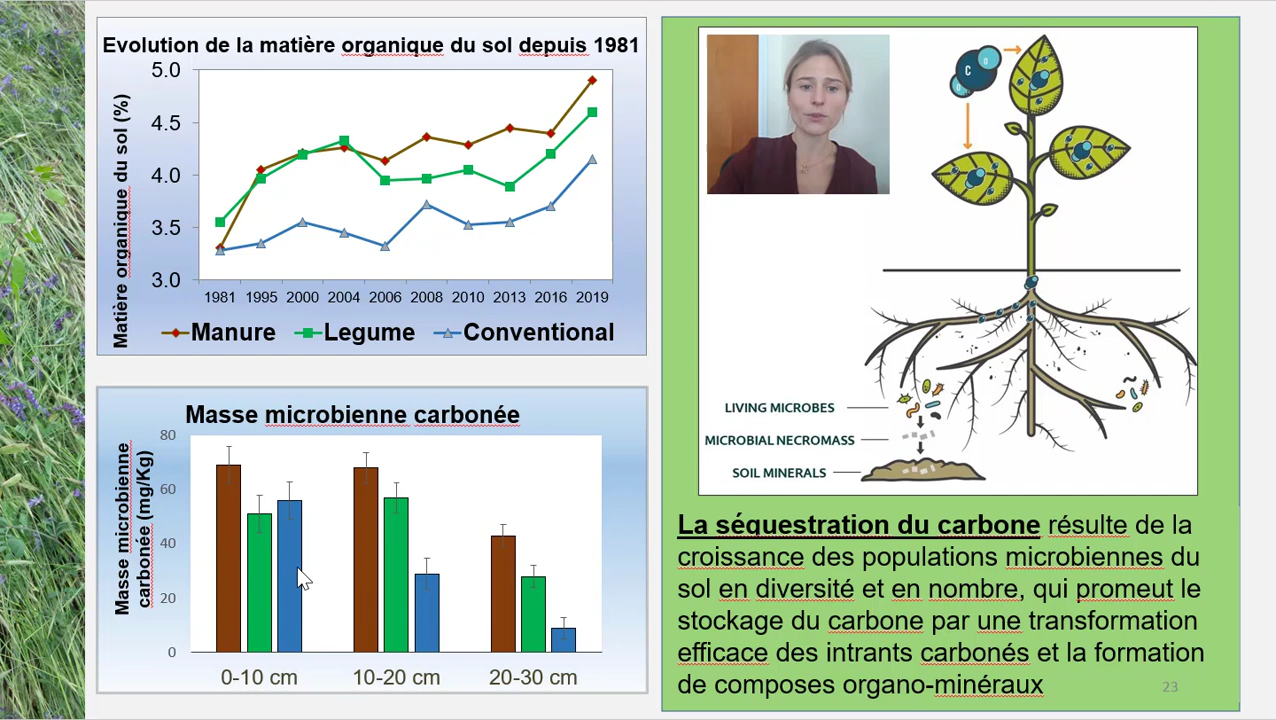 Evolution de la matière organique du sol depuis 1981
Matière organique du sol (%)
5.0
4.5
4.0
3.5
3.0
1981 1995 2000 2004 2006 2008 2010 2013 2016 2019
Manure Legume Conventional
Masse microbienne carbonée
Masse microbienne
carbonée (mg/Kg)
80
60
40
20
0
0-10 cm 10-20 cm 20-30 cm
O
C
O
LIVING MICROBES
MICROBIAL NECROMASS
SOIL MINERALS
La séquestration du carbone résulte de la
croissance des populations microbiennes du
sol en diversité et en nombre, qui promeut le
stockage du carbone par une transformation
efficace des intrants carbonés et la formation
de composes organo-minéraux
23